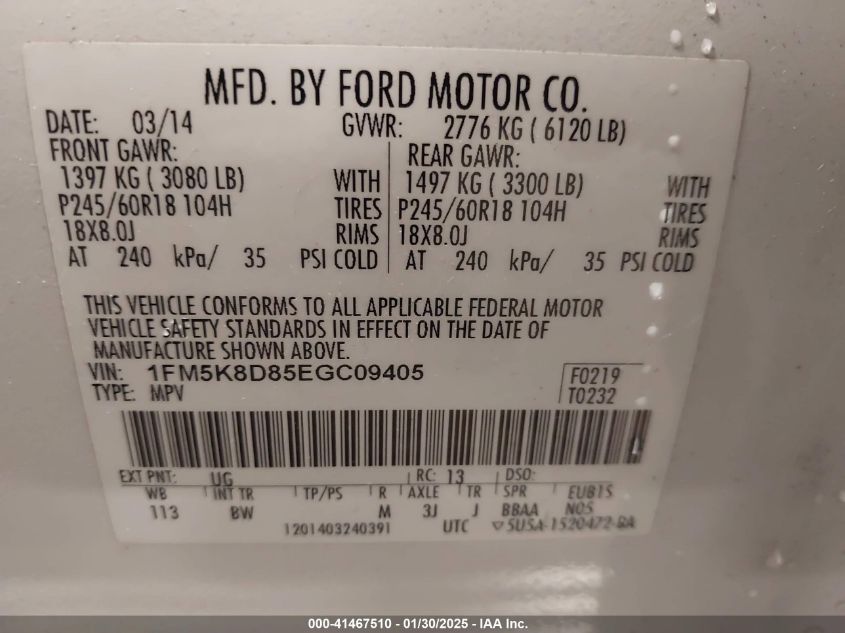 MFD. BY FORD MOTOR CO.
DATE: 03/14 GVWR: 2776 KG ( 6120 LB)
FRONT GAWR: REAR GAWR:
1397 KG ( 3080 LB) WITH 1497 KG ( 3300 LB) WITH
P245/60R18 104H TIRES P245/60R18 104H TIRES
18X8.0J RIMS 18X8.0J RIMS
AT 240 kPa/ 35 PSI COLD AT 240 kPa/ 35 PSI COLD
THIS VEHICLE CONFORMS TO ALL APPLICABLE FEDERAL MOTOR
VEHICLE SAFETY STANDARDS IN EFFECT ON THE DATE OF
MANUFACTURE SHOWN ABOVE.
VIN: 1FM5K8D85EGC09405 F0219
TYPE: MPV T0232
EXT PNT: UG RC: 13 DSO:
WB INT TR TP/PS R AXLE TR SPR EUB1S
113 BW M 3J J BBAA N05
1201403240391 UTC 5U5A-1520472-BA
000-41467510 - 01/30/2025 - IAA Inc.